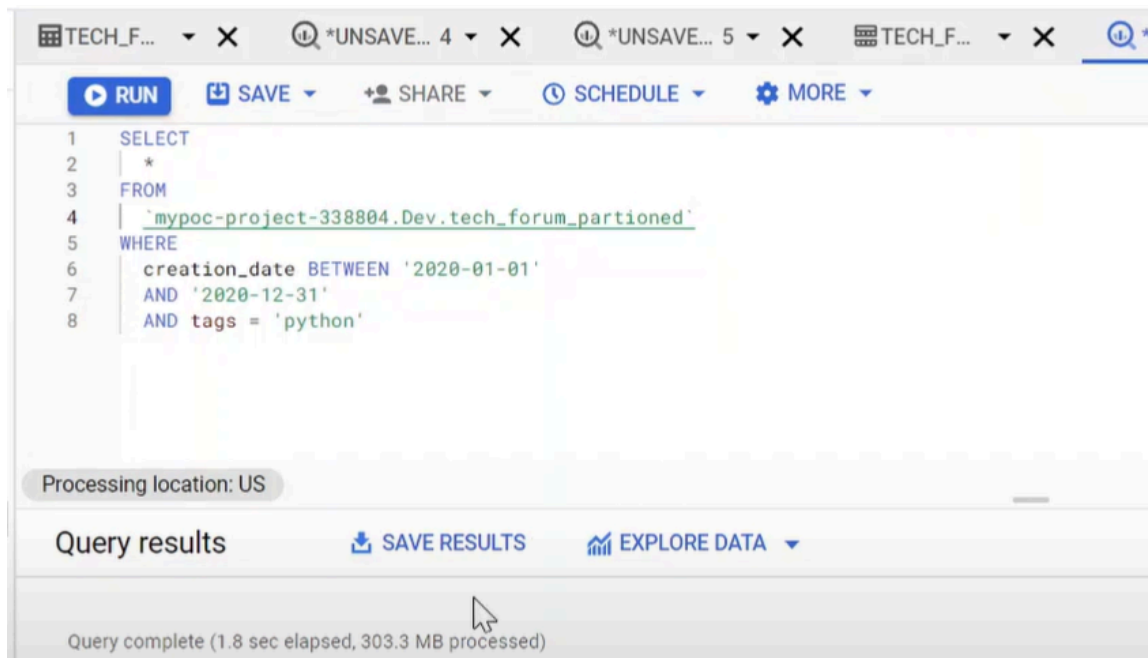 TECH_F... *UNSAVE... 4 *UNSAVE... 5 TECH_F... *
RUN SAVE SHARE SCHEDULE MORE
1 SELECT
2 *
3 FROM
4 `mypoc-project-338804.Dev.tech_forum_partioned`
5 WHERE
6 creation_date BETWEEN '2020-01-01'
7 AND '2020-12-31'
8 AND tags = 'python'
Processing location: US
Query results SAVE RESULTS EXPLORE DATA
Query complete (1.8 sec elapsed, 303.3 MB processed)